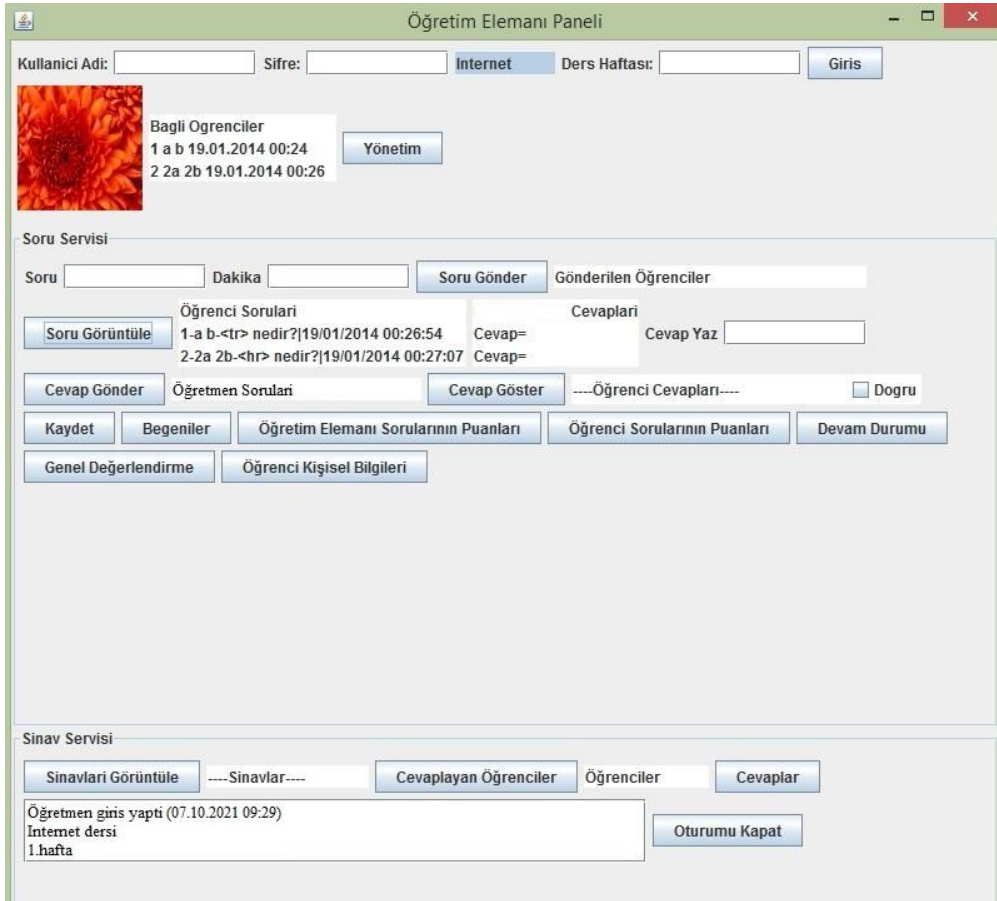 Öğretim Elemanı Paneli
Kullanici Adi: Sifre: Internet Ders Haftası: Giris
Bagli Ogrenciler
1 a b 19.01.2014 00:24
2 2a 2b 19.01.2014 00:26
Yönetim
Soru Servisi
Soru Dakika Soru Gönder Gönderilen Öğrenciler
Soru Görüntüle
Öğrenci Sorulari Cevaplari
1-a b-<tr> nedir?|19/01/2014 00:26:54 Cevap=
2-2a 2b-<hr> nedir?|19/01/2014 00:27:07 Cevap=
Cevap Yaz
Cevap Gönder Öğretmen Sorulari Cevap Göster ----Öğrenci Cevapları---- Dogru
Kaydet Begeniler Öğretim Elemanı Sorularının Puanları Öğrenci Sorularının Puanları Devam Durumu
Genel Değerlendirme Öğrenci Kişisel Bilgileri
Sinav Servisi
Sinavlari Görüntüle ----Sinavlar---- Cevaplayan Öğrenciler Öğrenciler Cevaplar
Öğretmen giris yapti (07.10.2021 09:29)
Internet dersi
1.hafta
Oturumu Kapat